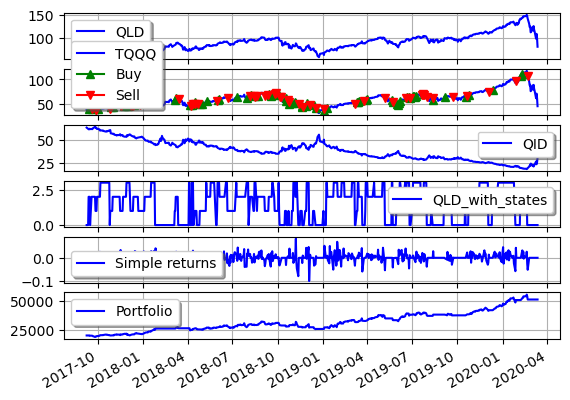 150
100
QLD
TQQQ
Buy
Sell
100
50
50
25
QID
2.5
0.0
QLD_with_states
0.0
−0.1
Simple returns
50000
25000
Portfolio
2017-10
2018-01
2018-04
2018-07
2018-10
2019-01
2019-04
2019-07
2019-10
2020-01
2020-04